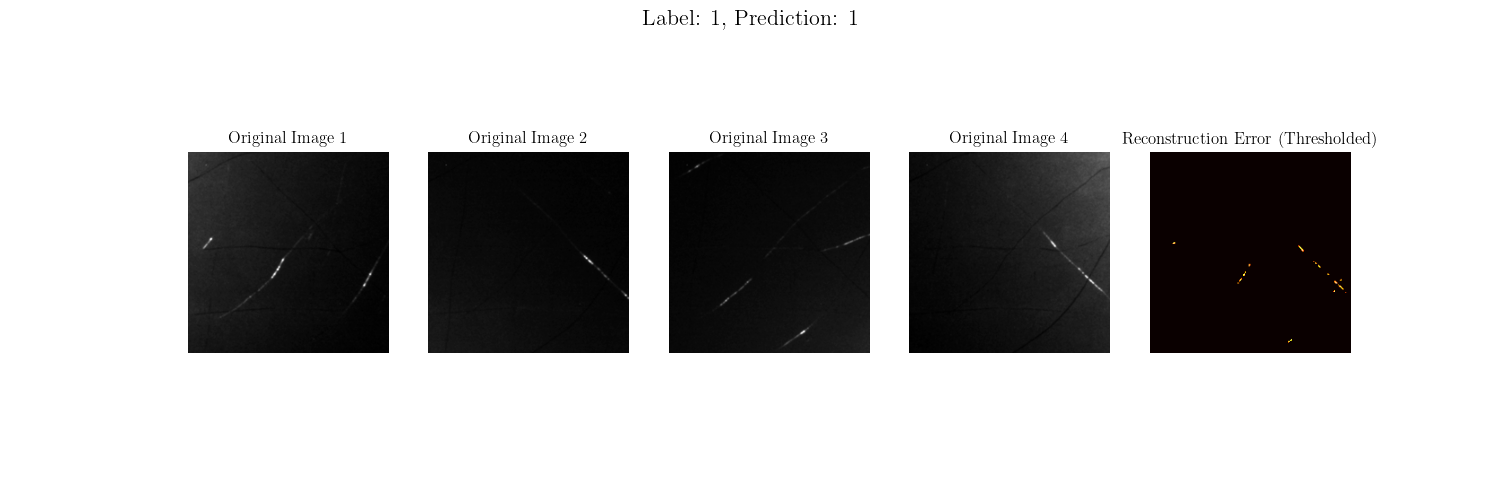 Label: 1, Prediction: 1
Original Image 1
Original Image 2
Original Image 3
Original Image 4
Reconstruction Error (Thresholded)